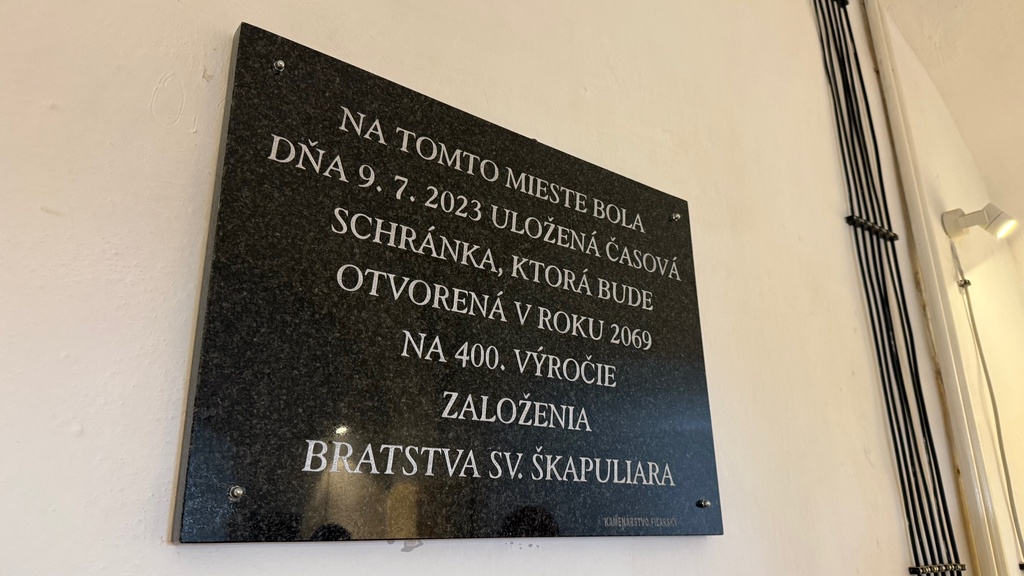 NA TOMTO MIESTE BOLA
DŇA 9. 7. 2023 ULOŽENÁ ČASOVÁ
SCHRÁNKA, KTORÁ BUDE
OTVORENÁ V ROKU 2069
NA 400. VÝROČIE
ZALOŽENIA
BRATSTVA SV. ŠKAPULIARA
KAMENÁRSTVO